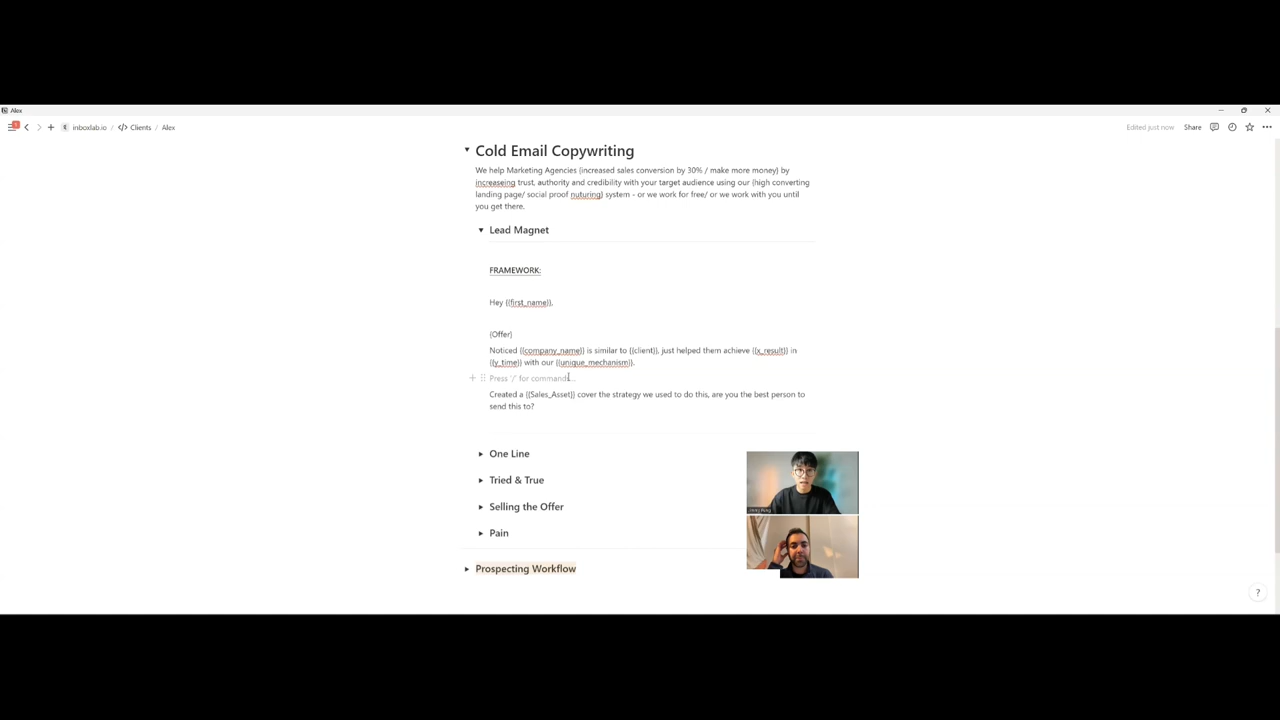 Alex
inboxlab.io / Clients / Alex
Edited just now Share
Cold Email Copywriting
We help Marketing Agencies (increased sales conversion by 30% / make more money) by
increaseing trust, authority and credibility with your target audience using our (high converting
landing page/ social proof nuturing) system - or we work for free/ or we work with you until
you get there.
Lead Magnet
FRAMEWORK:
Hey {{first_name}},
(Offer)
Noticed {{company_name}} is similar to {{client}}, just helped them achieve {{x_result}} in
{{y_time}} with our {{unique_mechanism}}.
Press '/' for commands...
Created a {{Sales_Asset}} cover the strategy we used to do this, are you the best person to
send this to?
One Line
Tried & True
Selling the Offer
Pain
Prospecting Workflow
?